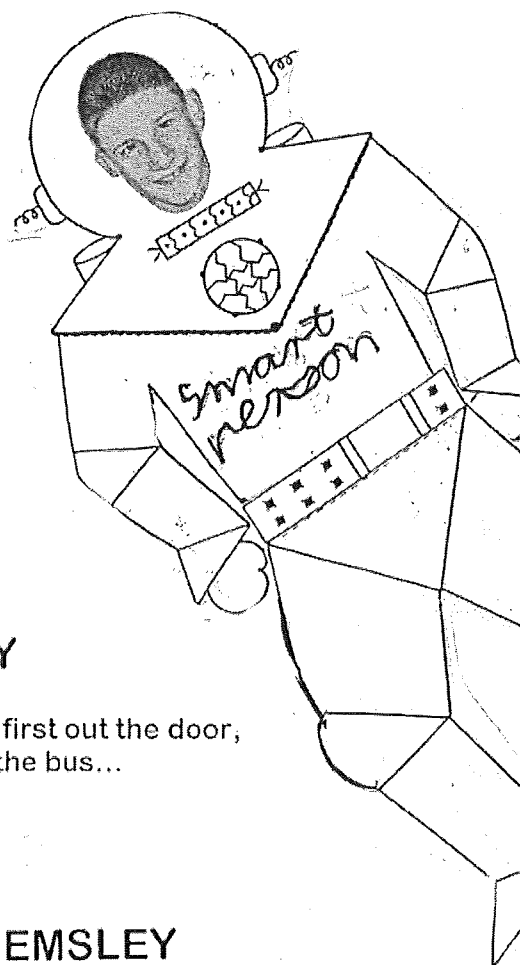 smart
person
Y
first out the door,
the bus...
EMSLEY